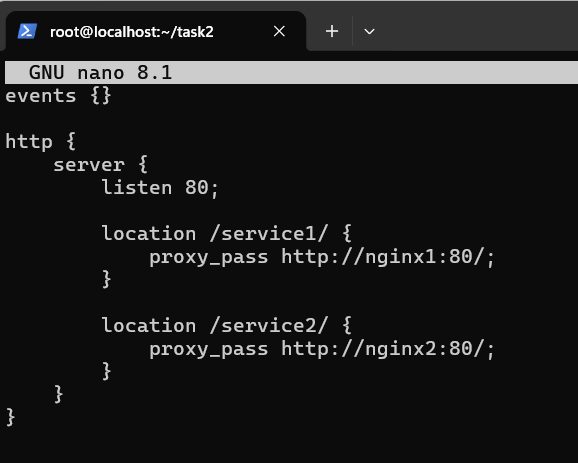 root@localhost:~/task2
GNU nano 8.1
events {}
http {
    server {
        listen 80;
        location /service1/ {
            proxy_pass http://nginx1:80/;
        }
        location /service2/ {
            proxy_pass http://nginx2:80/;
        }
    }
}